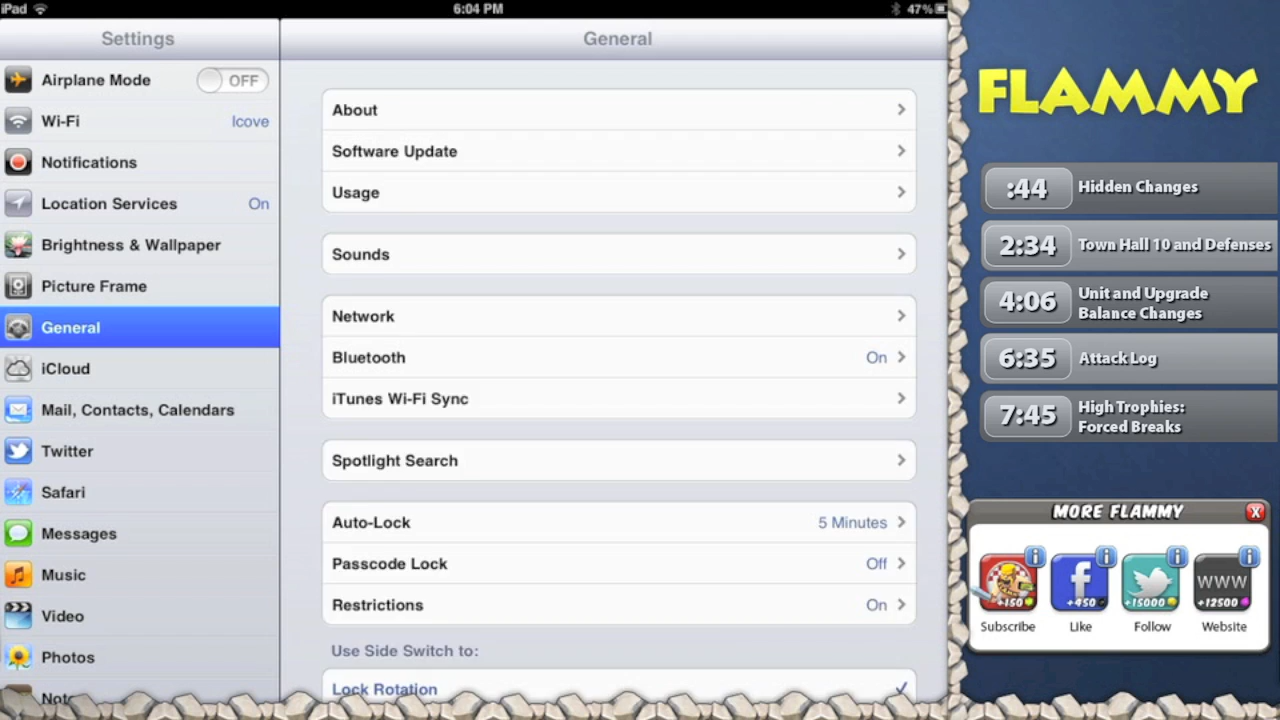 iPad 6:04 PM 47%
Settings
Airplane Mode OFF
Wi-Fi Icove
Notifications
Location Services On
Brightness & Wallpaper
Picture Frame
General
iCloud
Mail, Contacts, Calendars
Twitter
Safari
Messages
Music
Video
Photos
General
About
Software Update
Usage
Sounds
Network
Bluetooth On
iTunes Wi-Fi Sync
Spotlight Search
Auto-Lock 5 Minutes
Passcode Lock Off
Restrictions On
Use Side Switch to:
Lock Rotation
FLAMMY
:44 Hidden Changes
2:34 Town Hall 10 and Defenses
4:06 Unit and Upgrade
Balance Changes
6:35 Attack Log
7:45 High Trophies:
Forced Breaks
MORE FLAMMY X
i i i i
f www
+150 +450 +15000 +12500
Subscribe Like Follow Website